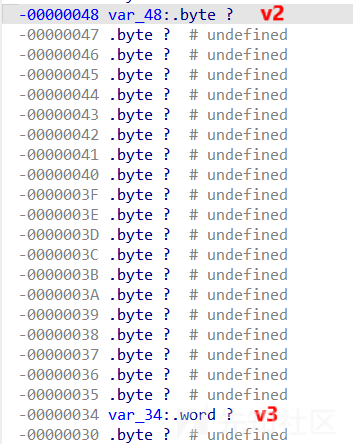 -00000048 var_48:.byte ? v2
-00000047 .byte ? # undefined
-00000046 .byte ? # undefined
-00000045 .byte ? # undefined
-00000044 .byte ? # undefined
-00000043 .byte ? # undefined
-00000042 .byte ? # undefined
-00000041 .byte ? # undefined
-00000040 .byte ? # undefined
-0000003F .byte ? # undefined
-0000003E .byte ? # undefined
-0000003D .byte ? # undefined
-0000003C .byte ? # undefined
-0000003B .byte ? # undefined
-0000003A .byte ? # undefined
-00000039 .byte ? # undefined
-00000038 .byte ? # undefined
-00000037 .byte ? # undefined
-00000036 .byte ? # undefined
-00000035 .byte ? # undefined
-00000034 var_34:.word ? v3
-00000030 .byte ? # undefined